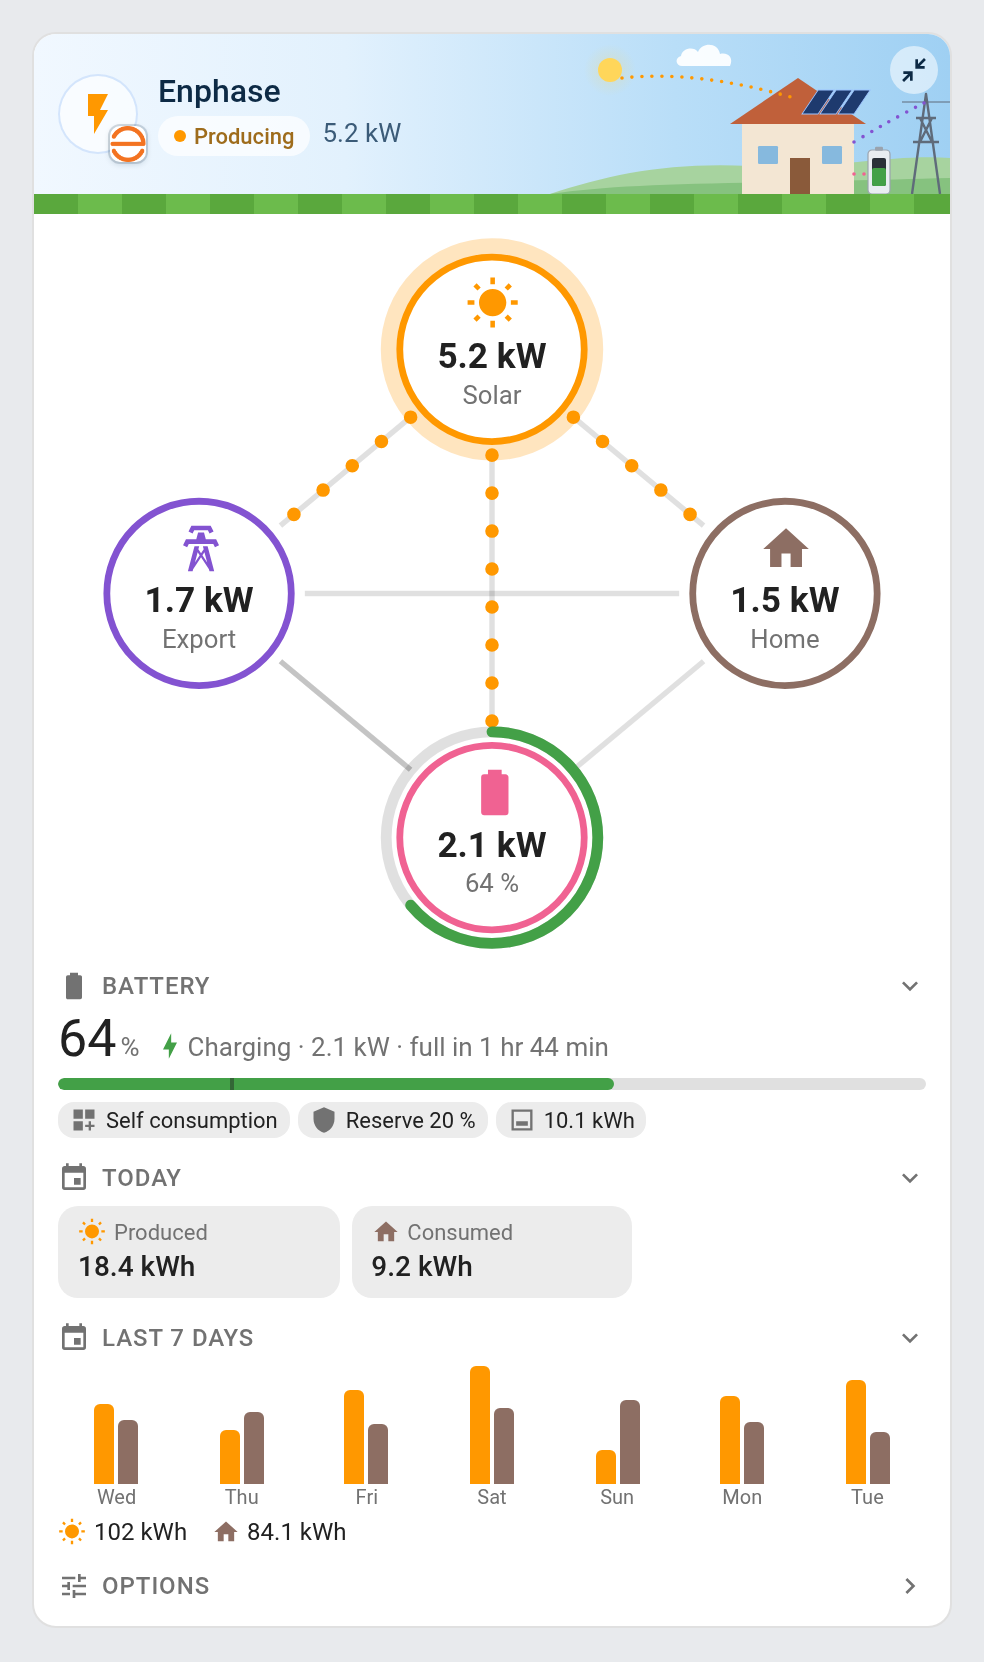 Enphase
Producing 5.2 kW
5.2 kW
Solar
1.7 kW
Export
1.5 kW
Home
2.1 kW
64 %
BATTERY
64 % Charging · 2.1 kW · full in 1 hr 44 min
Self consumption Reserve 20 % 10.1 kWh
TODAY
Produced Consumed
18.4 kWh 9.2 kWh
LAST 7 DAYS
Wed Thu Fri Sat Sun Mon Tue
102 kWh 84.1 kWh
OPTIONS